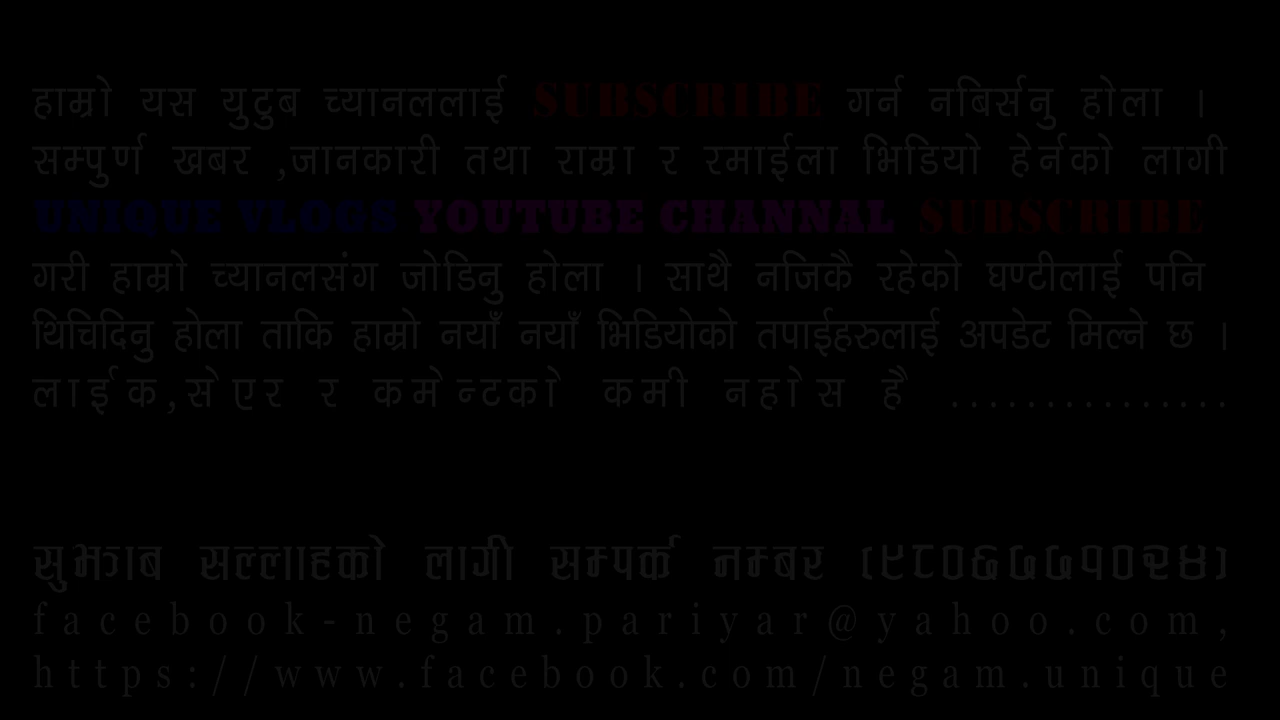 हाम्रो यस युटुब च्यानललाई SUBSCRIBE गर्न नबिर्सनु होला ।
सम्पुर्ण खबर ,जानकारी तथा राम्रा र रमाईला भिडियो हेर्नको लागी
UNIQUE VLOGS YOUTUBE CHANNAL SUBSCRIBE
गरी हाम्रो च्यानलसंग जोडिनु होला । साथै नजिकै रहेको घण्टीलाई पनि
थिचिदिनु होला ताकि हाम्रो नयाँ नयाँ भिडियोको तपाईहरुलाई अपडेट मिल्ने छ ।
लाईक,सेएर र कमेन्टको कमी नहोस है ...............
सुझाब सल्लाहको लागी सम्पर्क नम्बर (९८०६७७१०२४)
facebook-negam.pariyar@yahoo.com,
https://www.facebook.com/negam.unique